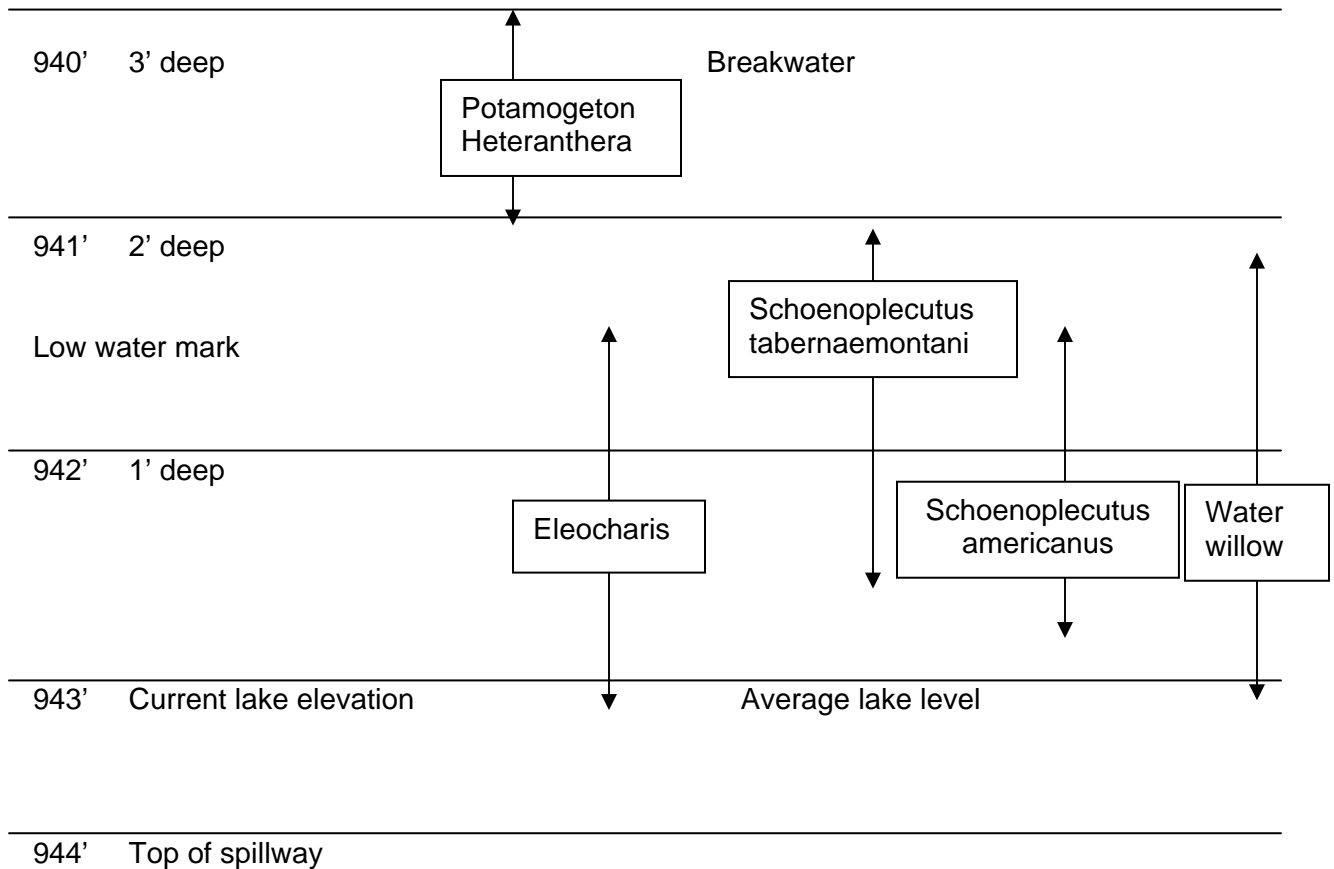 940’ 3’ deep Breakwater
Potamogeton
Heteranthera
941’ 2’ deep
Schoenoplecutus
tabernaemontani
Low water mark
942’ 1’ deep
Eleocharis
Schoenoplecutus
americanus
Water
willow
943’ Current lake elevation Average lake level
944’ Top of spillway